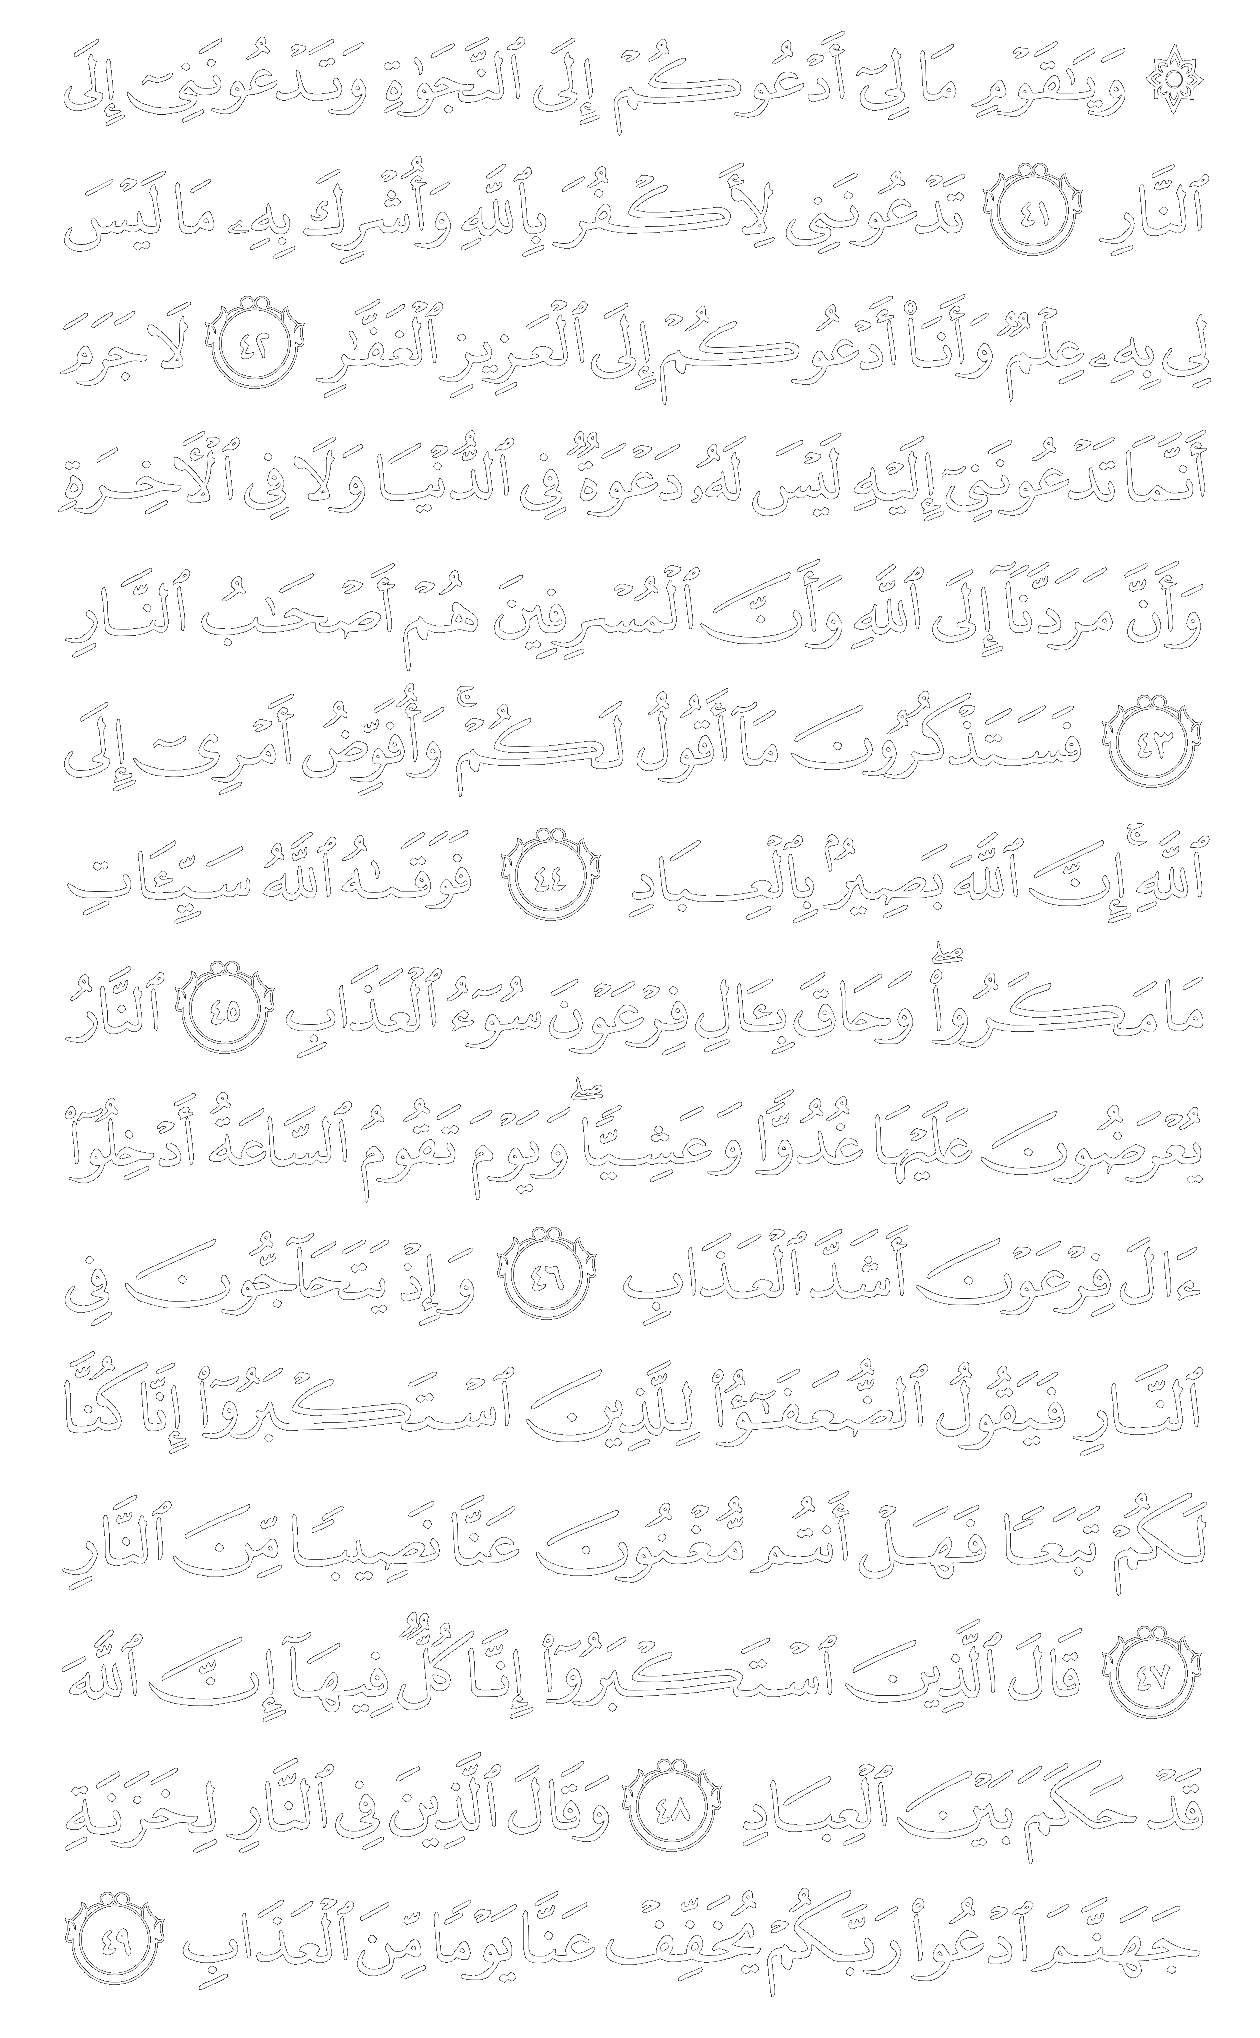 ۞ وَيَـٰقَوْمِ مَا لِىٓ أَدْعُوكُمْ إِلَى ٱلنَّجَوٰةِ وَتَدْعُونَنِىٓ إِلَى
ٱلنَّارِ ٤١ تَدْعُونَنِى لِأَكْفُرَ بِٱللَّهِ وَأُشْرِكَ بِهِۦ مَا لَيْسَ
لِى بِهِۦ عِلْمٌ وَأَنَا۠ أَدْعُوكُمْ إِلَى ٱلْعَزِيزِ ٱلْغَفَّـٰرِ ٤٢ لَا جَرَمَ
أَنَّمَا تَدْعُونَنِىٓ إِلَيْهِ لَيْسَ لَهُۥ دَعْوَةٌ فِى ٱلدُّنْيَا وَلَا فِى ٱلْـَٔاخِرَةِ
وَأَنَّ مَرَدَّنَآ إِلَى ٱللَّهِ وَأَنَّ ٱلْمُسْرِفِينَ هُمْ أَصْحَـٰبُ ٱلنَّارِ
٤٣ فَسَتَذْكُرُونَ مَآ أَقُولُ لَكُمْ ۚ وَأُفَوِّضُ أَمْرِىٓ إِلَى
ٱللَّهِ ۚ إِنَّ ٱللَّهَ بَصِيرٌۢ بِٱلْعِبَادِ ٤٤ فَوَقَىٰهُ ٱللَّهُ سَيِّـَٔاتِ
مَا مَكَرُوا۟ ۖ وَحَاقَ بِـَٔالِ فِرْعَوْنَ سُوٓءُ ٱلْعَذَابِ ٤٥ ٱلنَّارُ
يُعْرَضُونَ عَلَيْهَا غُدُوًّا وَعَشِيًّا ۖ وَيَوْمَ تَقُومُ ٱلسَّاعَةُ أَدْخِلُوٓا۟
ءَالَ فِرْعَوْنَ أَشَدَّ ٱلْعَذَابِ ٤٦ وَإِذْ يَتَحَآجُّونَ فِى
ٱلنَّارِ فَيَقُولُ ٱلضُّعَفَـٰٓؤُا۟ لِلَّذِينَ ٱسْتَكْبَرُوٓا۟ إِنَّا كُنَّا
لَكُمْ تَبَعًا فَهَلْ أَنتُم مُّغْنُونَ عَنَّا نَصِيبًا مِّنَ ٱلنَّارِ
٤٧ قَالَ ٱلَّذِينَ ٱسْتَكْبَرُوٓا۟ إِنَّا كُلٌّ فِيهَآ إِنَّ ٱللَّهَ
قَدْ حَكَمَ بَيْنَ ٱلْعِبَادِ ٤٨ وَقَالَ ٱلَّذِينَ فِى ٱلنَّارِ لِخَزَنَةِ
جَهَنَّمَ ٱدْعُوا۟ رَبَّكُمْ يُخَفِّفْ عَنَّا يَوْمًا مِّنَ ٱلْعَذَابِ ٤٩